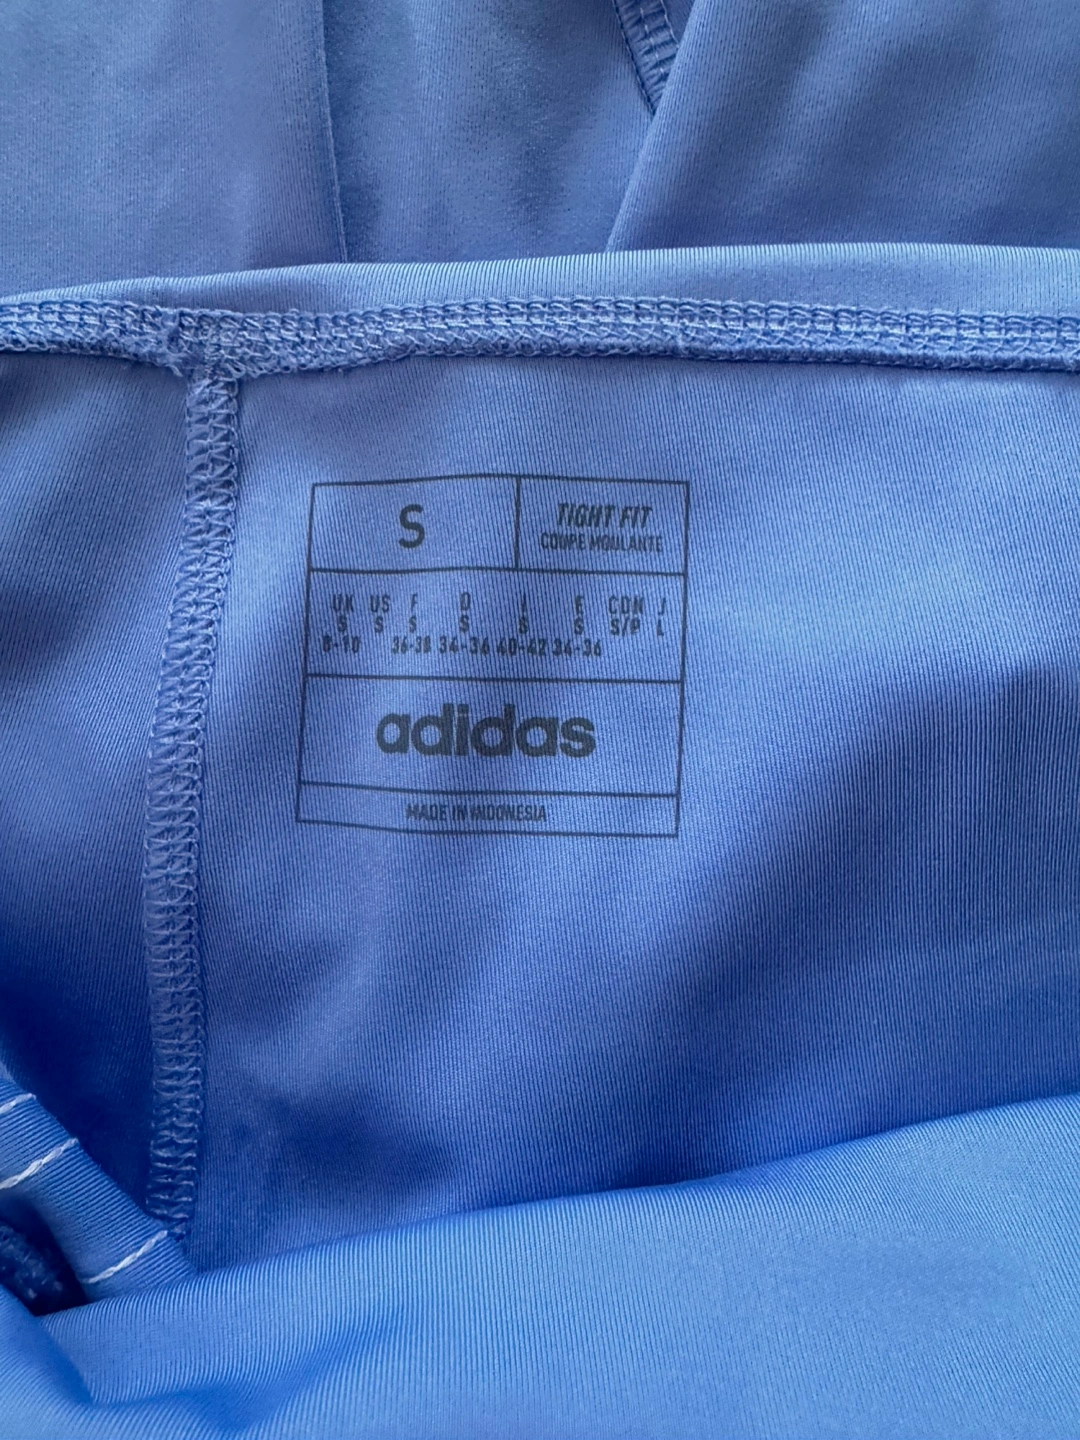 S
TIGHT FIT
COUPE MOULANTE
UK US F D I E CDN J
S S S S S S S/P L
8-10 36-38 34-36 40-42 34-36
adidas
MADE IN INDONESIA